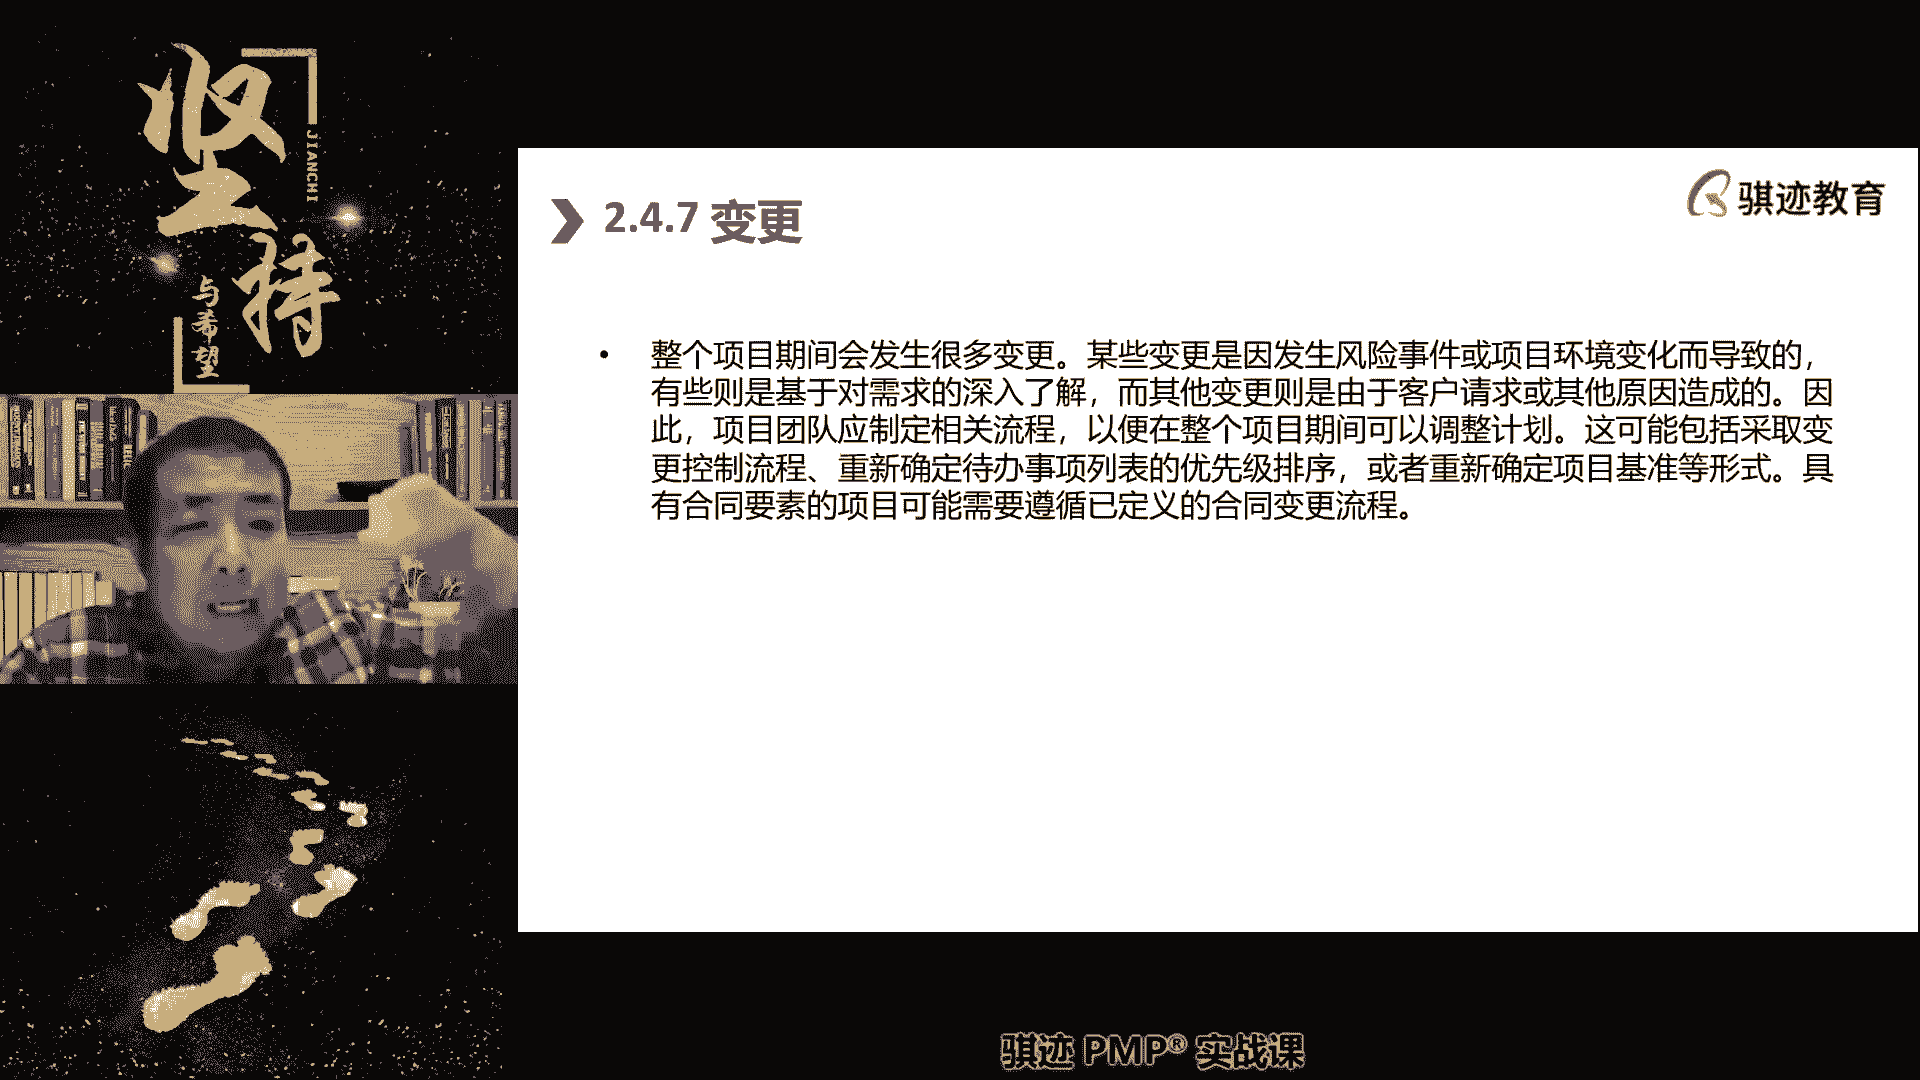 坚持
JIANCHI
与希望
骐迹教育
2.4.7 变更
• 整个项目期间会发生很多变更。某些变更是因发生风险事件或项目环境变化而导致的，
有些则是基于对需求的深入了解，而其他变更则是由于客户请求或其他原因造成的。因
此，项目团队应制定相关流程，以便在整个项目期间可以调整计划。这可能包括采取变
更控制流程、重新确定待办事项列表的优先级排序，或者重新确定项目基准等形式。具
有合同要素的项目可能需要遵循已定义的合同变更流程。
骐迹 PMP® 实战课